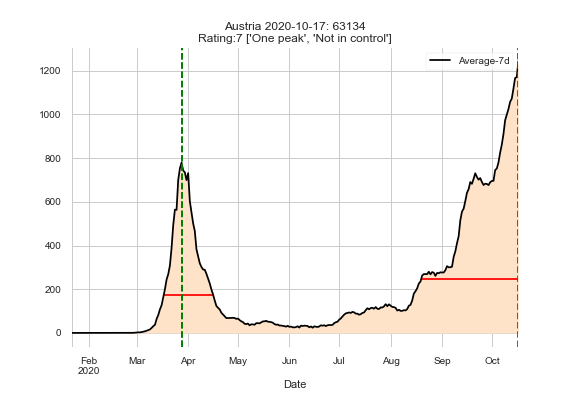 Austria 2020-10-17: 63134
Rating:7 ['One peak', 'Not in control']
Average-7d
1200
1000
800
600
400
200
0
Feb Mar Apr May Jun Jul Aug Sep Oct
2020
Date